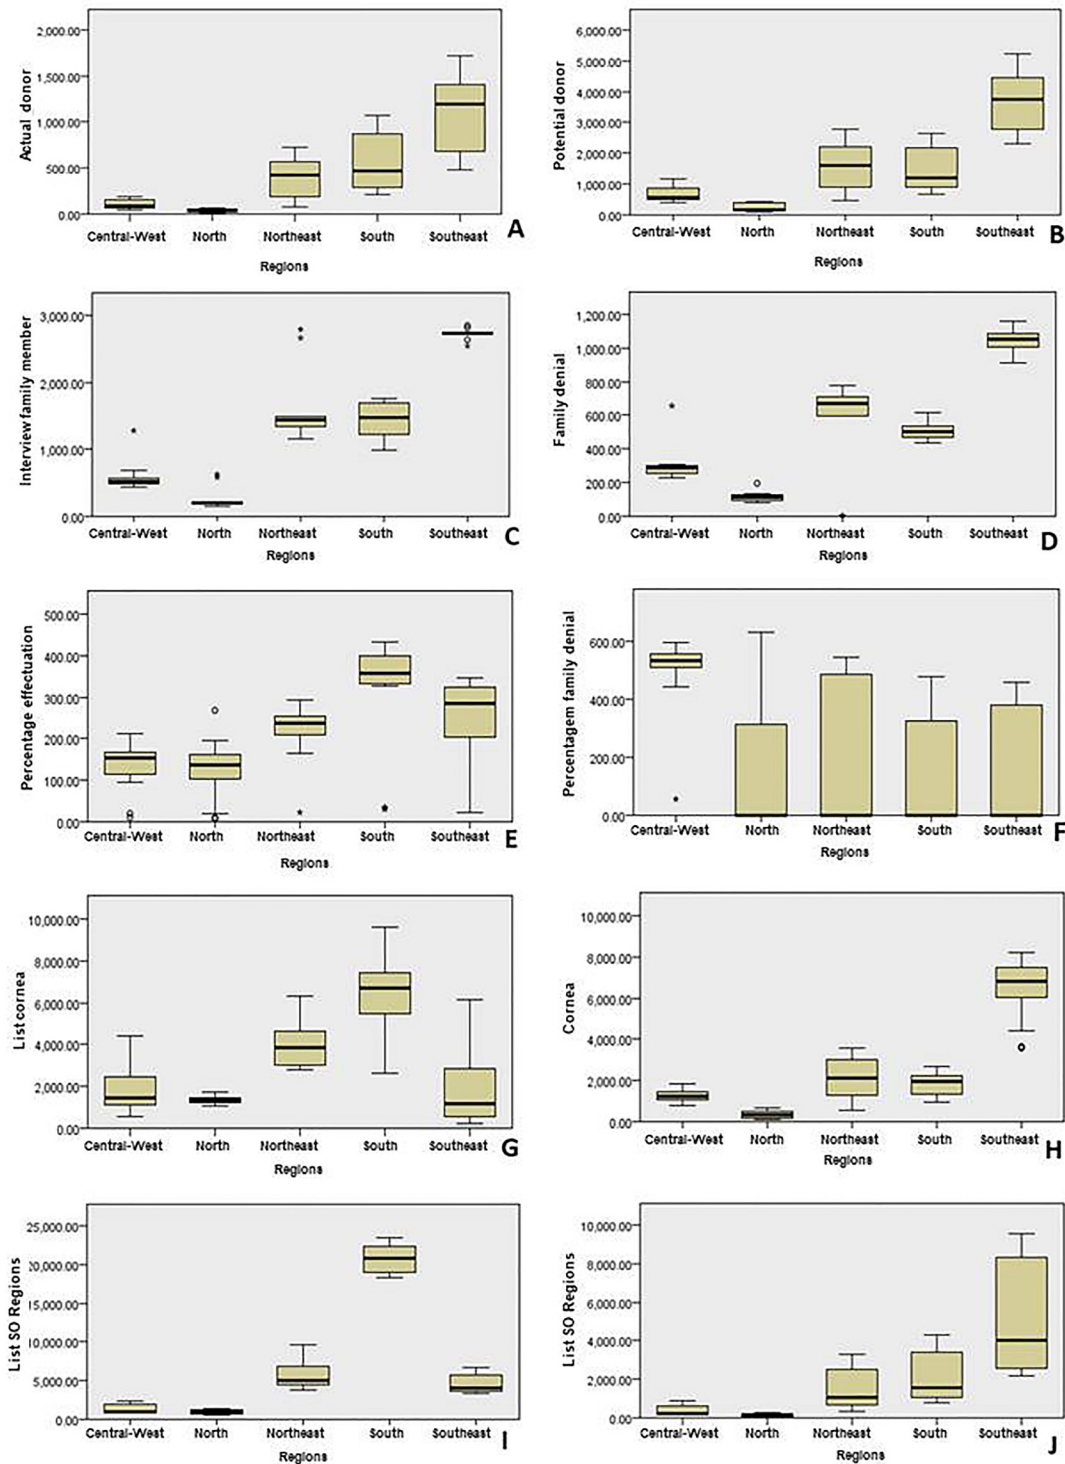 Actual donor
2,000.00
1,500.00
1,000.00
500.00
0.00
Central-West North Northeast South Southeast
Regions
A
Potential donor
6,000.00
5,000.00
4,000.00
3,000.00
2,000.00
1,000.00
0.00
Central-West North Northeast South Southeast
Regions
B
Interview family member
3,000.00
2,000.00
1,000.00
0.00
Central-West North Northeast South Southeast
Regions
C
Family denial
1,200.00
1,000.00
800.00
600.00
400.00
200.00
0.00
Central-West North Northeast South Southeast
Regions
D
Percentage effectuation
500.00
400.00
300.00
200.00
100.00
0.00
Central-West North Northeast South Southeast
Regions
E
Percentagem family denial
600.00
400.00
200.00
0.00
Central-West North Northeast South Southeast
Regions
F
List cornea
10,000.00
8,000.00
6,000.00
4,000.00
2,000.00
0.00
Central-West North Northeast South Southeast
Regions
G
Cornea
10,000.00
8,000.00
6,000.00
4,000.00
2,000.00
0.00
Central-West North Northeast South Southeast
Regions
H
List SO Regions
25,000.00
20,000.00
15,000.00
10,000.00
5,000.00
0.00
Central-West North Northeast South Southeast
Regions
I
List SO Regions
10,000.00
8,000.00
6,000.00
4,000.00
2,000.00
0.00
Central-West North Northeast South Southeast
Regions
J